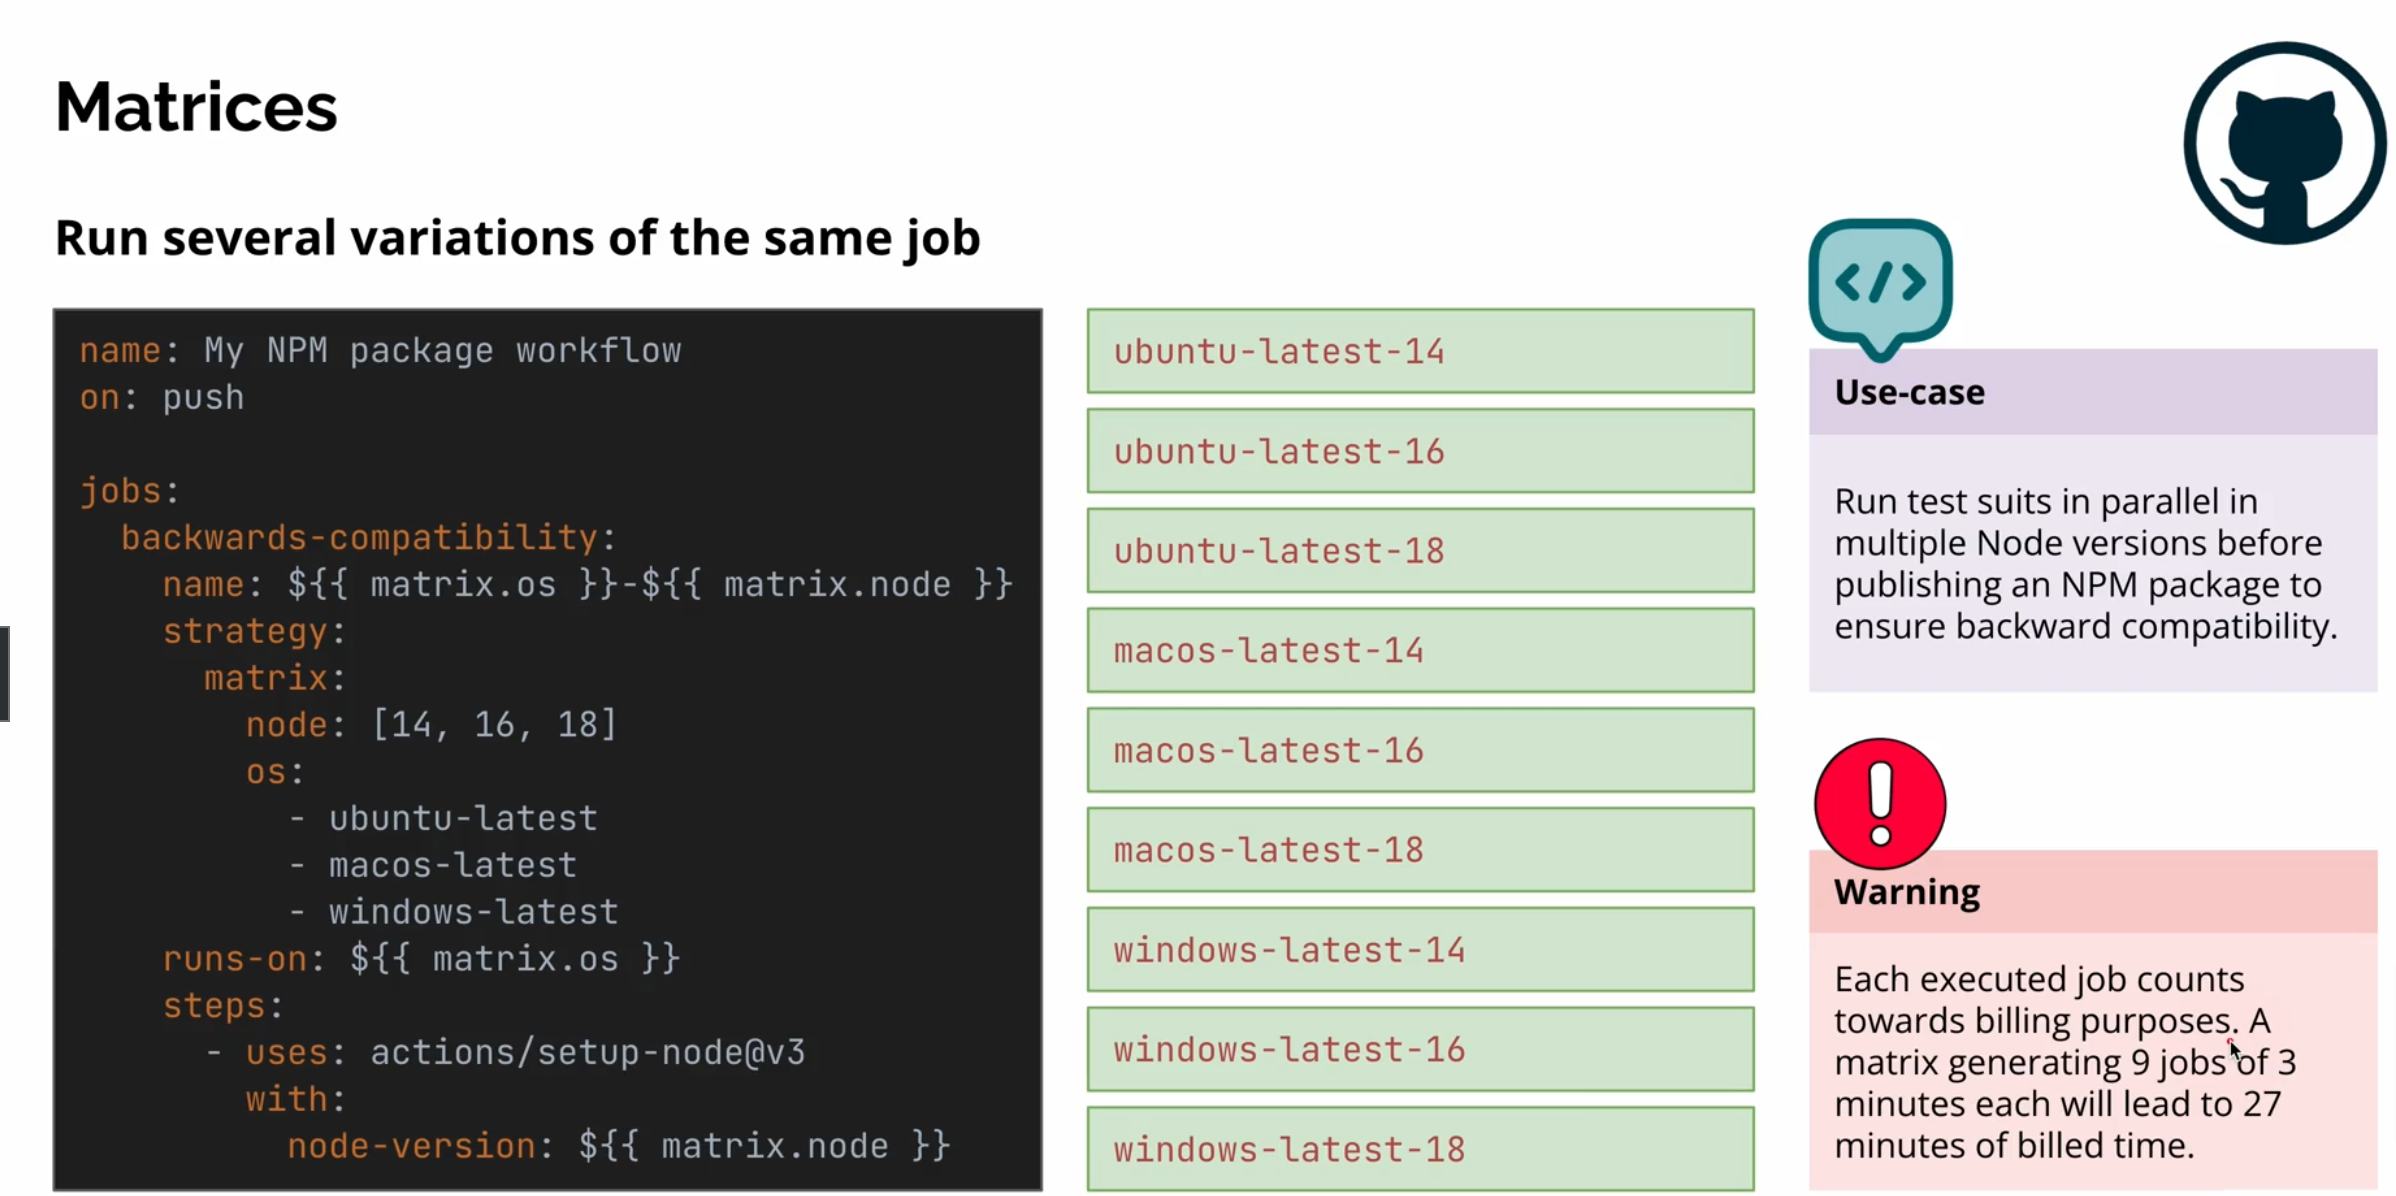 Matrices
Run several variations of the same job
name: My NPM package workflow
on: push
jobs:
  backwards-compatibility:
    name: ${{ matrix.os }}-${{ matrix.node }}
    strategy:
      matrix:
        node: [14, 16, 18]
        os:
          - ubuntu-latest
          - macos-latest
          - windows-latest
    runs-on: ${{ matrix.os }}
    steps:
      - uses: actions/setup-node@v3
        with:
          node-version: ${{ matrix.node }}
ubuntu-latest-14
ubuntu-latest-16
ubuntu-latest-18
macos-latest-14
macos-latest-16
macos-latest-18
windows-latest-14
windows-latest-16
windows-latest-18
</>
Use-case
Run test suits in parallel in
multiple Node versions before
publishing an NPM package to
ensure backward compatibility.
!
Warning
Each executed job counts
towards billing purposes. A
matrix generating 9 jobs of 3
minutes each will lead to 27
minutes of billed time.